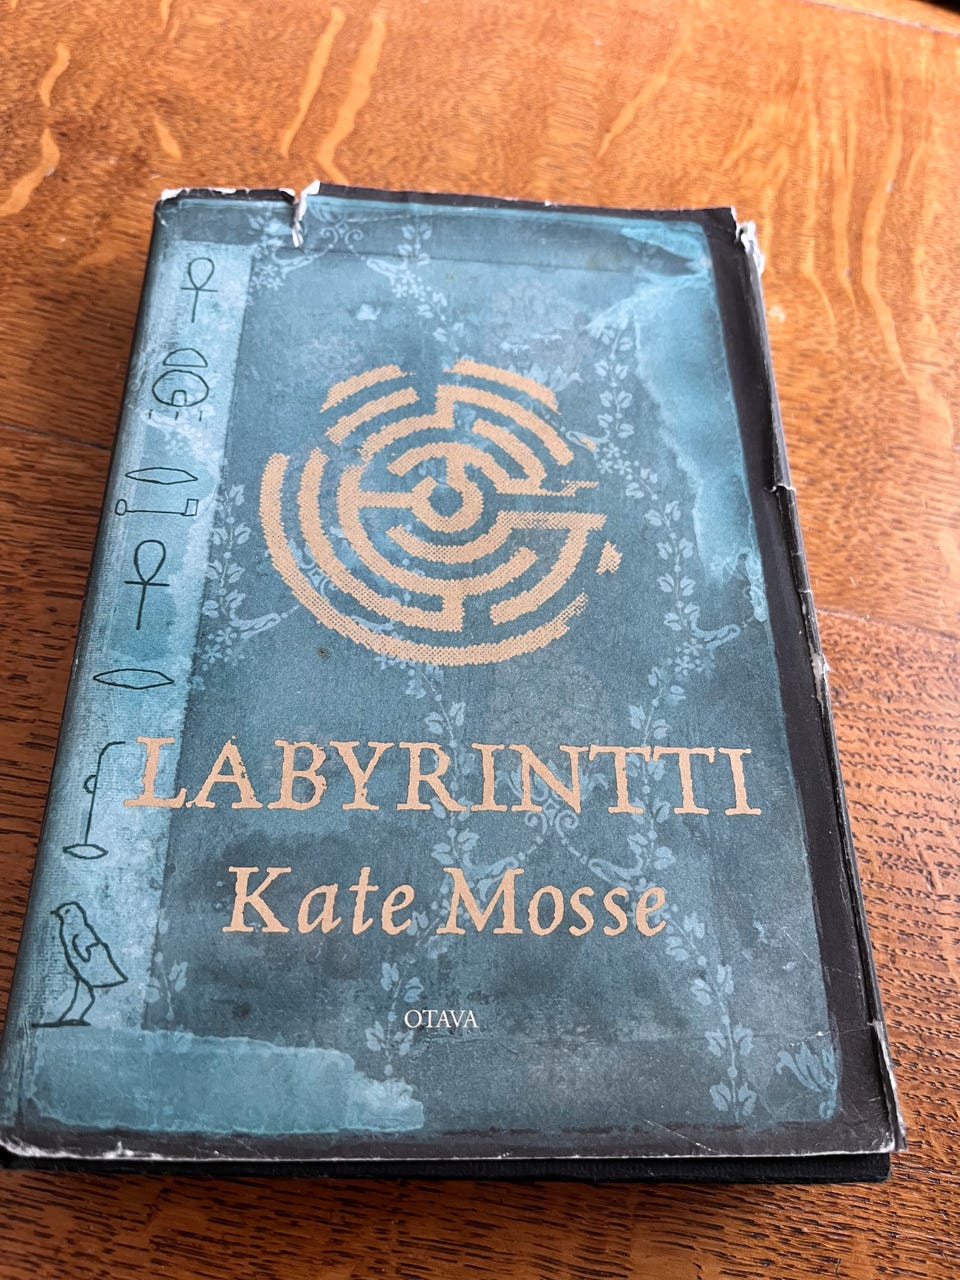 LABYRINTTI
Kate Mosse
OTAVA